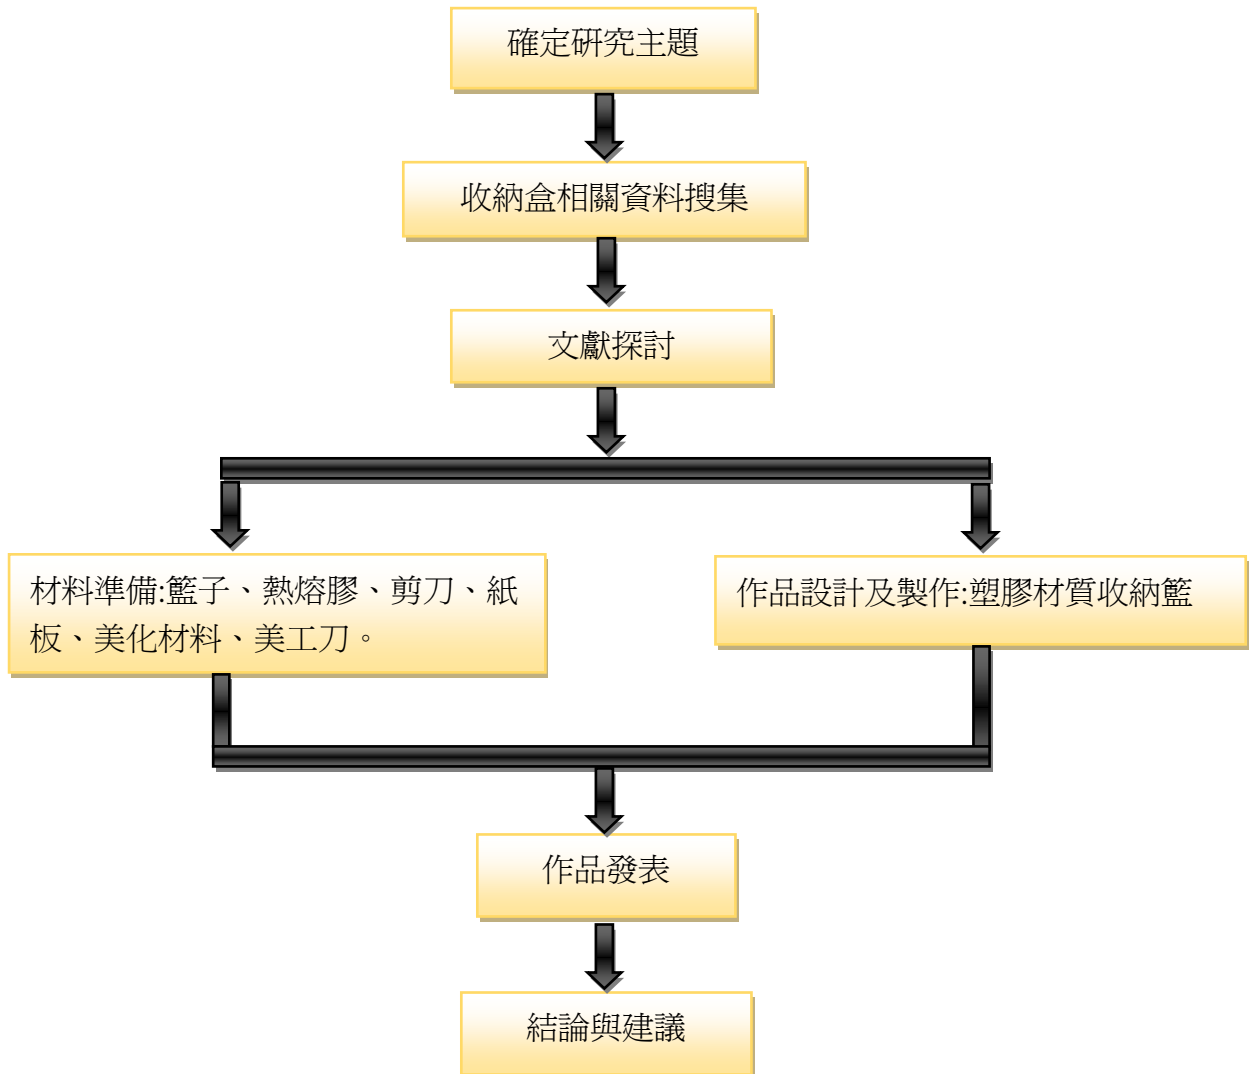 確定研究主題
收納盒相關資料搜集
文獻探討
材料準備:籃子、熱熔膠、剪刀、紙
板、美化材料、美工刀。
作品設計及製作:塑膠材質收納籃
作品發表
結論與建議